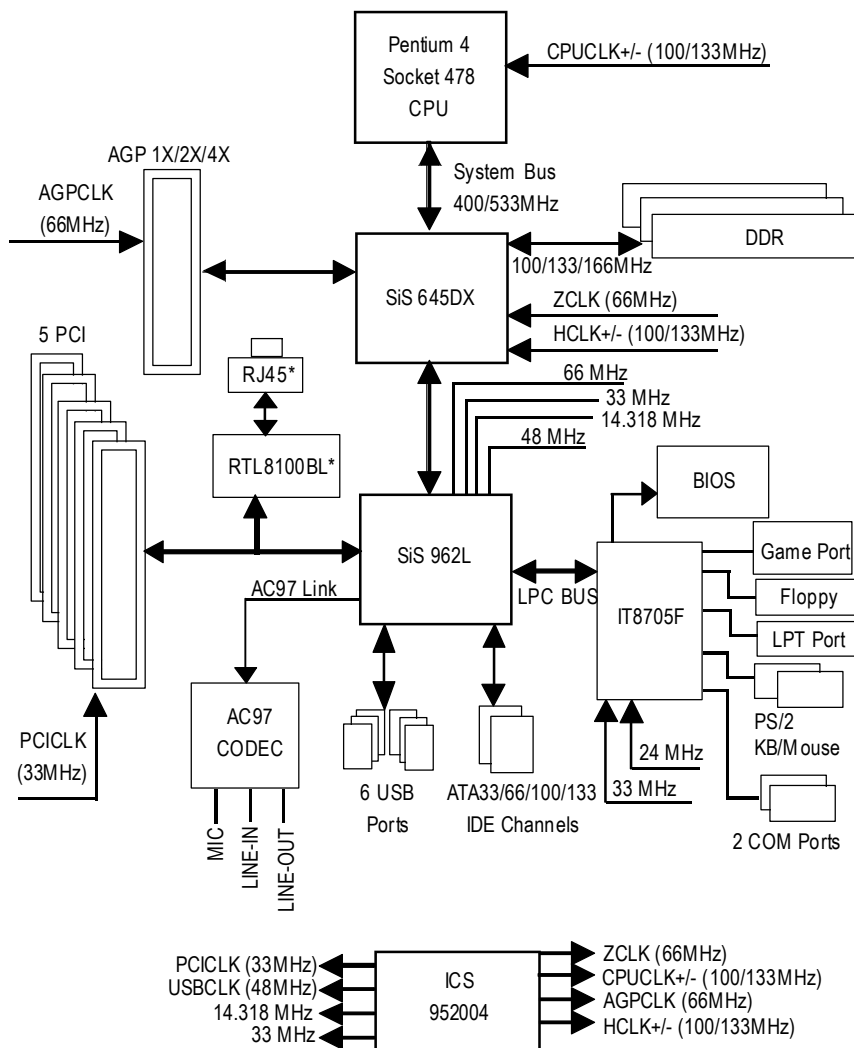 Pentium 4
Socket 478
CPU
CPUCLK+/- (100/133MHz)
AGP 1X/2X/4X
System Bus
400/533MHz
AGPCLK
(66MHz)
DDR
100/133/166MHz
SiS 645DX
ZCLK (66MHz)
HCLK+/- (100/133MHz)
5 PCI
RJ45*
66 MHz
33 MHz
14.318 MHz
48 MHz
RTL8100BL*
BIOS
SiS 962L
Game Port
AC97 Link
LPC BUS
IT8705F
Floppy
LPT Port
AC97
CODEC
PS/2
KB/Mouse
PCICLK
(33MHz)
24 MHz
33 MHz
6 USB
Ports
ATA33/66/100/133
IDE Channels
2 COM Ports
MIC
LINE-IN
LINE-OUT
PCICLK (33MHz)
USBCLK (48MHz)
14.318 MHz
33 MHz
ICS
952004
ZCLK (66MHz)
CPUCLK+/- (100/133MHz)
AGPCLK (66MHz)
HCLK+/- (100/133MHz)